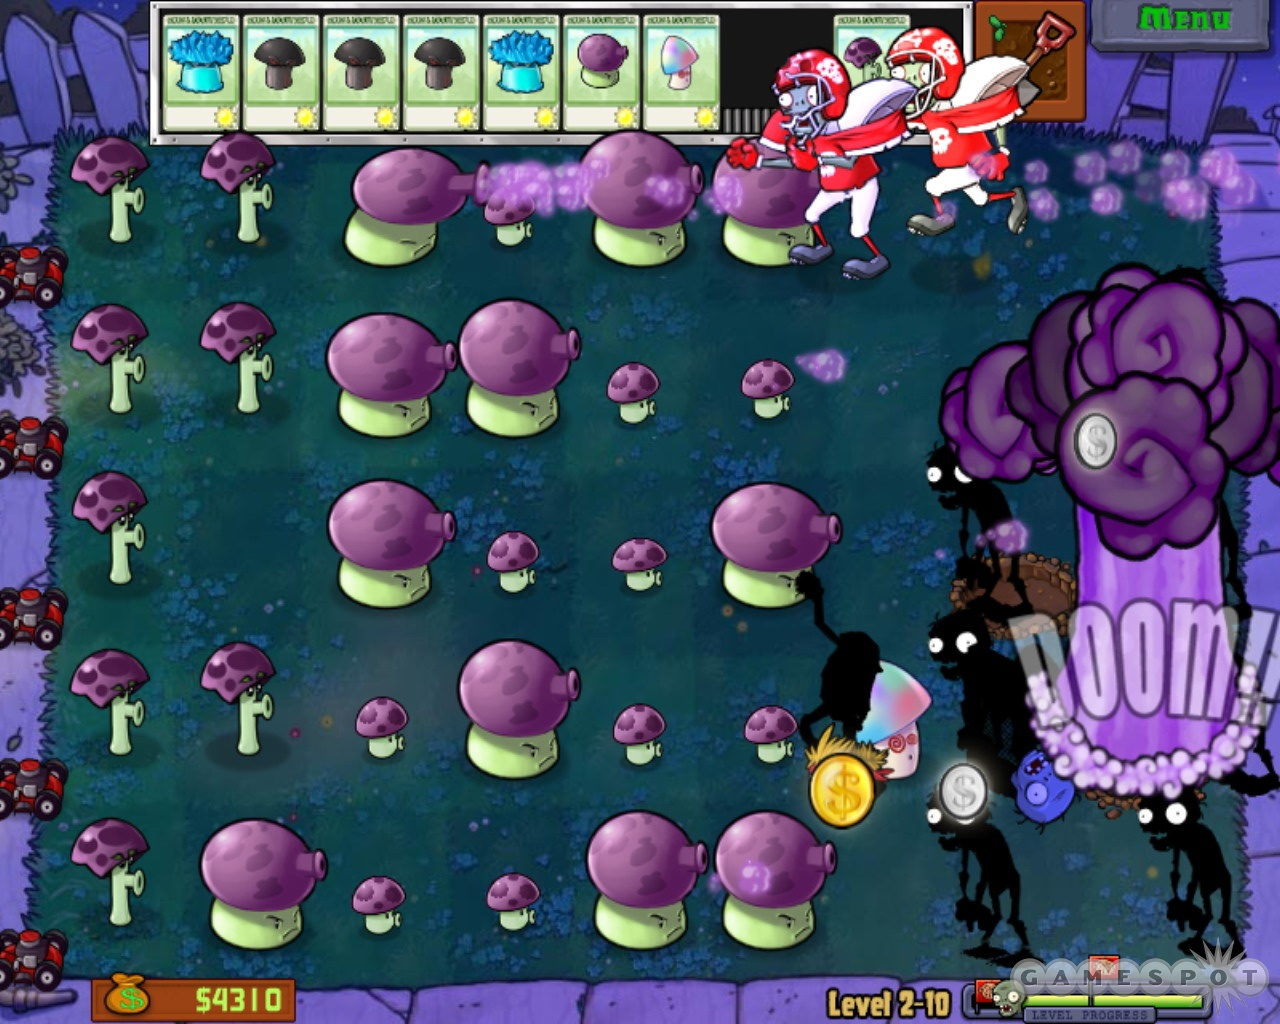 Menu
DOOM!
$4310
Level 2-10
GAMESPOT
LEVEL PROGRESS